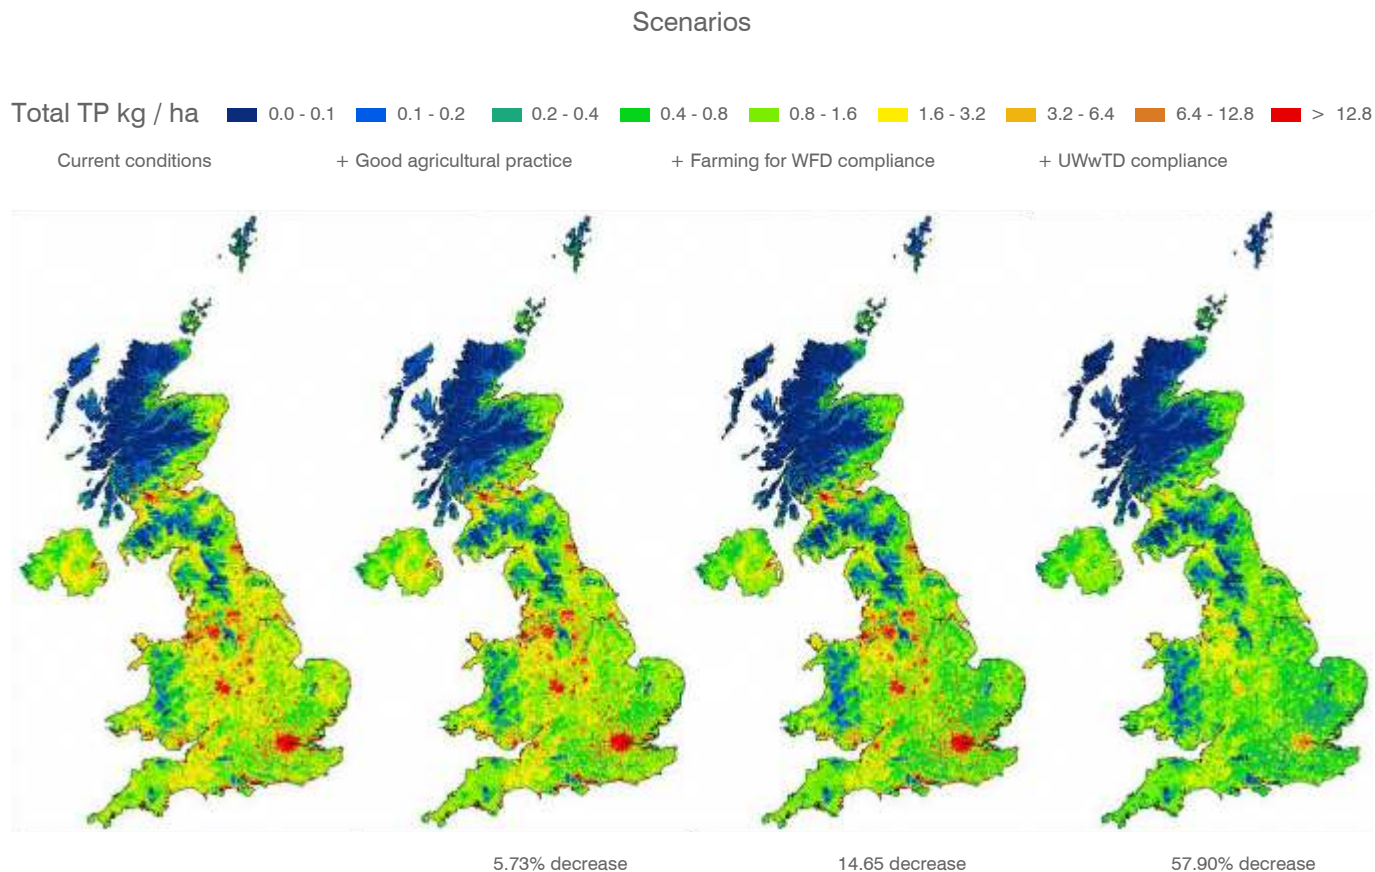 Scenarios
Total TP kg / ha 0.0 - 0.1 0.1 - 0.2 0.2 - 0.4 0.4 - 0.8 0.8 - 1.6 1.6 - 3.2 3.2 - 6.4 6.4 - 12.8 > 12.8
Current conditions + Good agricultural practice + Farming for WFD compliance + UWwTD compliance
5.73% decrease 14.65 decrease 57.90% decrease